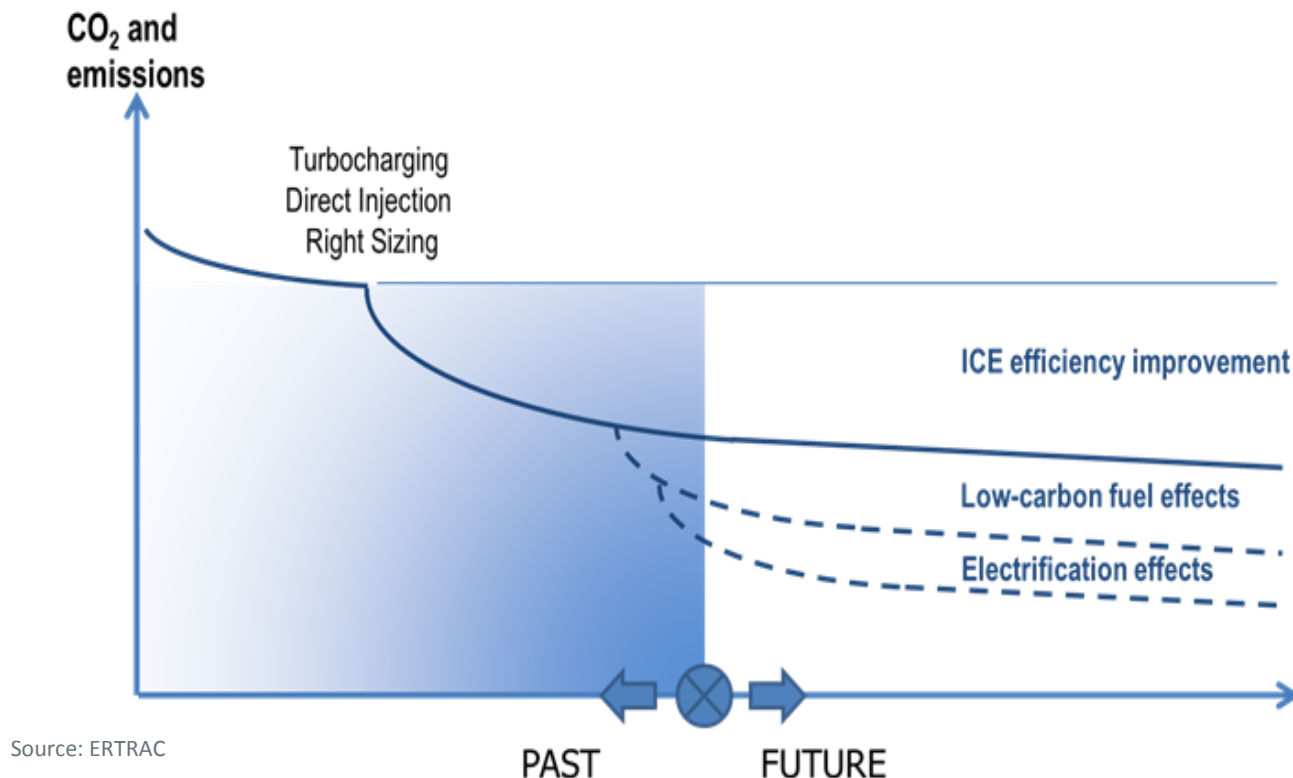 CO₂ and
emissions
Turbocharging
Direct Injection
Right Sizing
ICE efficiency improvement
Low-carbon fuel effects
Electrification effects
Source: ERTRAC
PAST
FUTURE